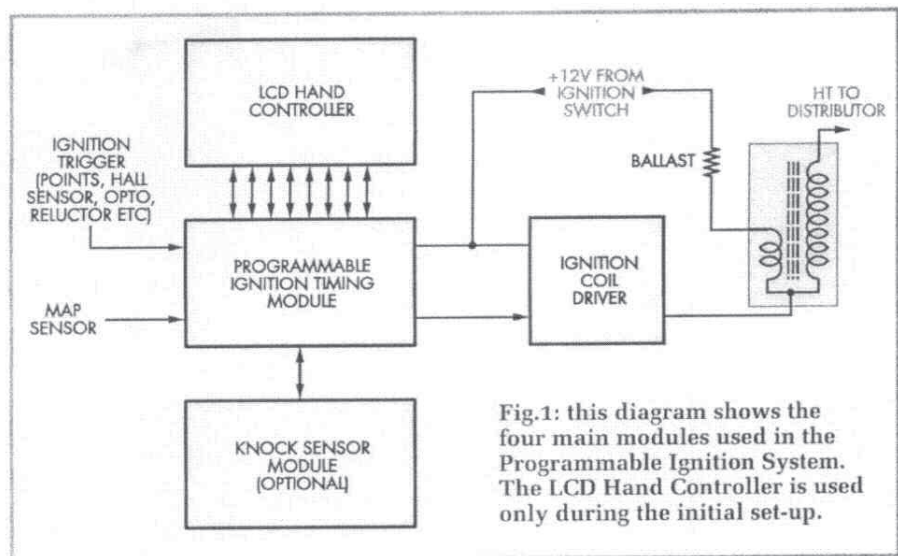 LCD HAND
CONTROLLER
+12V FROM
IGNITION
SWITCH
HT TO
DISTRIBUTOR
BALLAST
IGNITION
TRIGGER
(POINTS, HALL
SENSOR, OPTO,
RELUCTOR ETC)
PROGRAMMABLE
IGNITION TIMING
MODULE
IGNITION
COIL
DRIVER
MAP
SENSOR
KNOCK SENSOR
MODULE
(OPTIONAL)
Fig.1: this diagram shows the
four main modules used in the
Programmable Ignition System.
The LCD Hand Controller is used
only during the initial set-up.